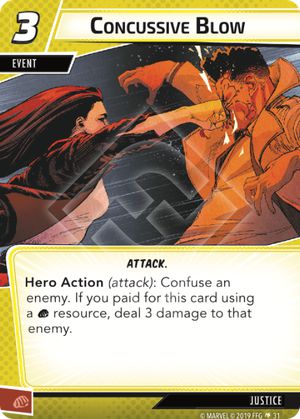 3
CONCUSSIVE BLOW
EVENT
ATTACK.
Hero Action (attack): Confuse an
enemy. If you paid for this card using
a resource, deal 3 damage to that
enemy.
JUSTICE
© MARVEL © 2019 FFG 31